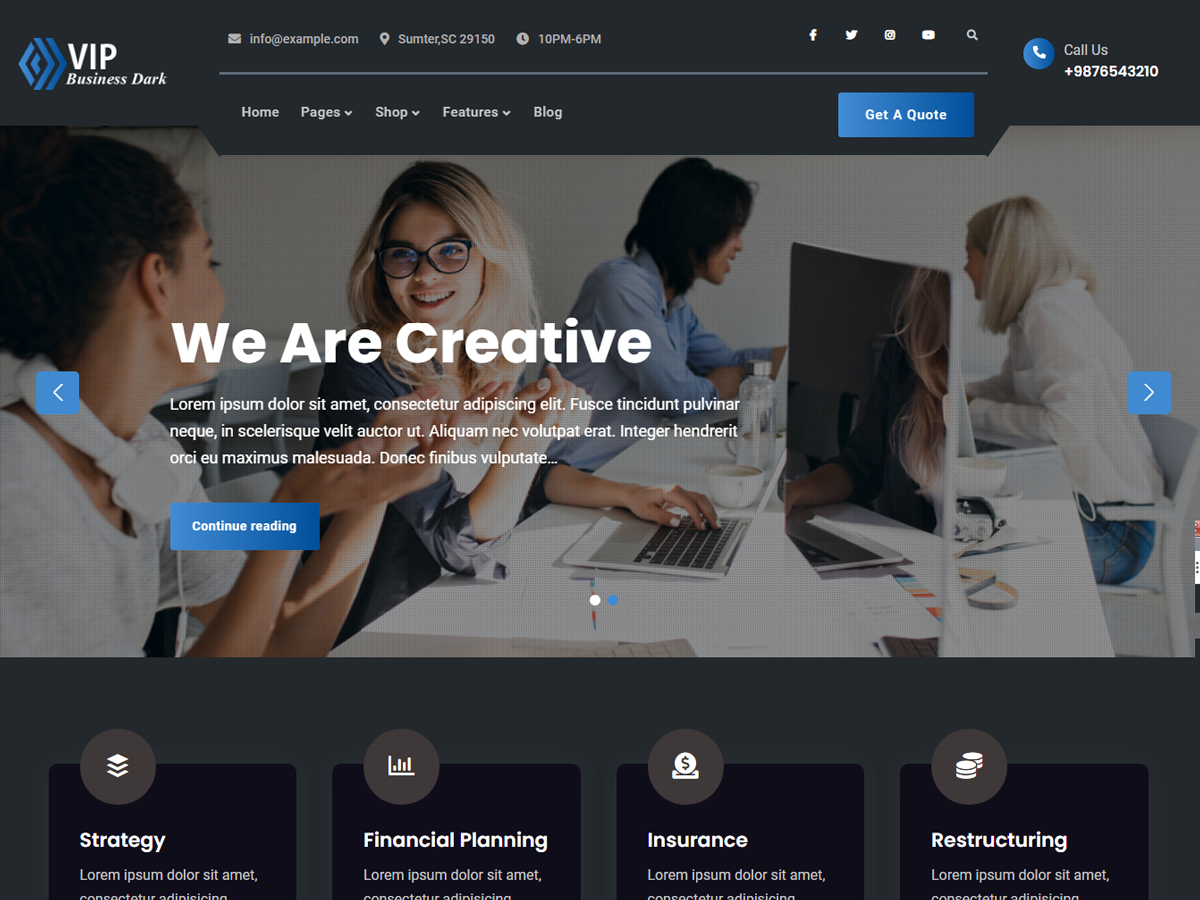 VIP
Business Dark
info@example.com
Sumter,SC 29150
10PM-6PM
Call Us
+9876543210
Home
Pages
Shop
Features
Blog
Get A Quote
We Are Creative
Lorem ipsum dolor sit amet, consectetur adipiscing elit. Fusce tincidunt pulvinar
neque, in scelerisque velit auctor ut. Aliquam nec volutpat erat. Integer hendrerit
orci eu maximus malesuada. Donec finibus vulputate...
Continue reading
Strategy
Lorem ipsum dolor sit amet,
consectetur adipisicing
Financial Planning
Lorem ipsum dolor sit amet,
consectetur adipisicing
Insurance
Lorem ipsum dolor sit amet,
consectetur adipisicing
Restructuring
Lorem ipsum dolor sit amet,
consectetur adipisicing